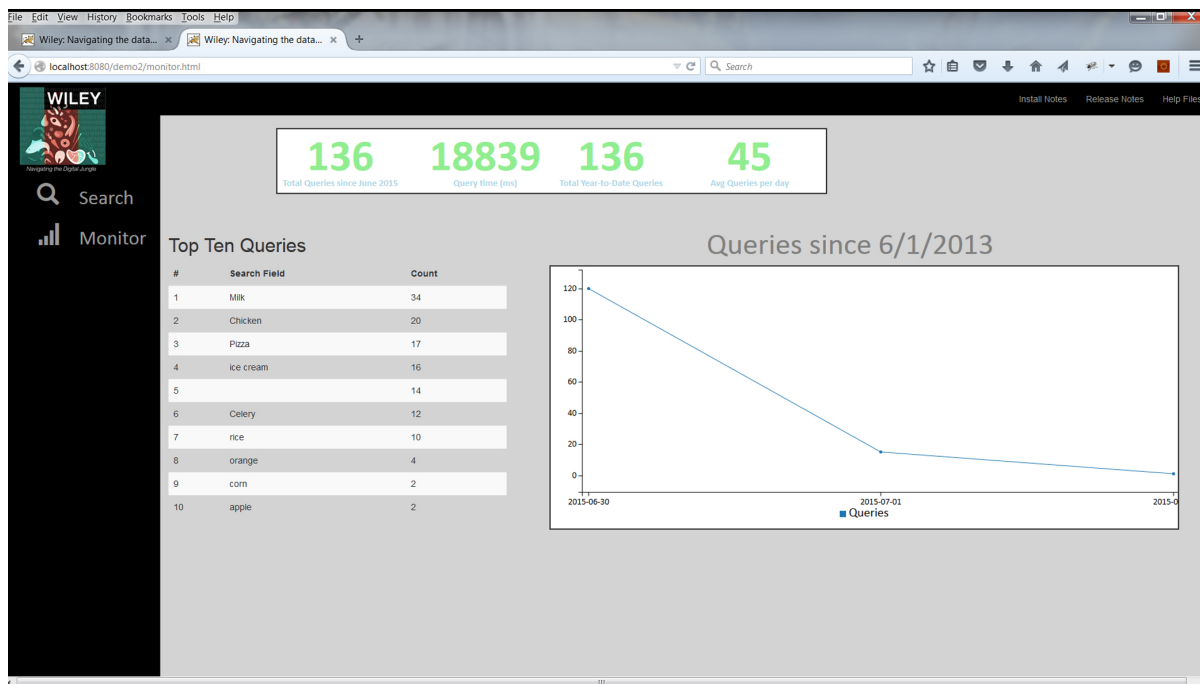 File Edit View History Bookmarks Tools Help
Wiley: Navigating the data... × Wiley: Navigating the data... × +
localhost:8080/demo2/monitor.html Search
WILEY
Navigating the Digital Jungle
Install Notes Release Notes Help Files
Search
Monitor
136 18839 136 45
Total Queries since June 2015 Query time (ms) Total Year-to-Date Queries Avg Queries per day
Top Ten Queries
# Search Field Count
1 Milk 34
2 Chicken 20
3 Pizza 17
4 ice cream 16
5 14
6 Celery 12
7 rice 10
8 orange 4
9 corn 2
10 apple 2
Queries since 6/1/2013
120
100
80
60
40
20
0
2015-06-30 2015-07-01 2015-0
Queries